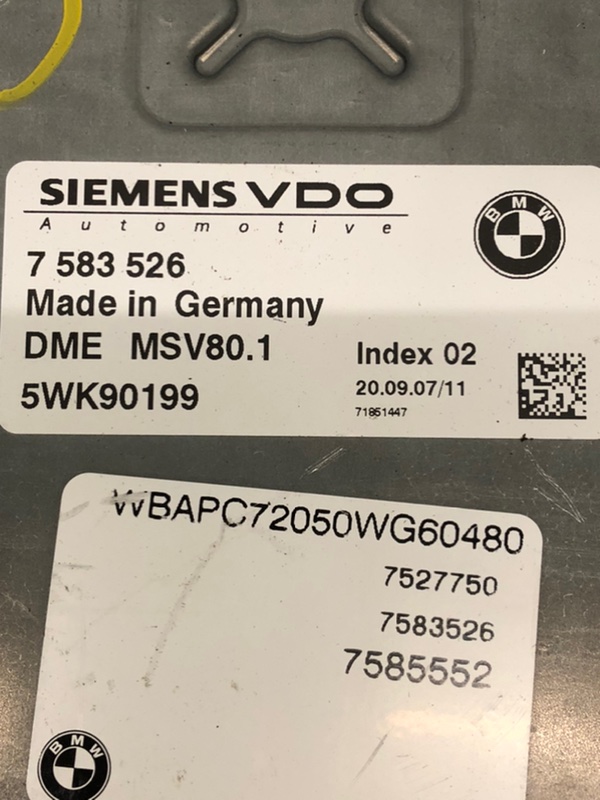 SIEMENS VDO
Automotive
BMW
7 583 526
Made in Germany
DME MSV80.1
Index 02
5WK90199
20.09.07/11
71851447
WBAPC72050WG60480
7527750
7583526
7585552
BMW